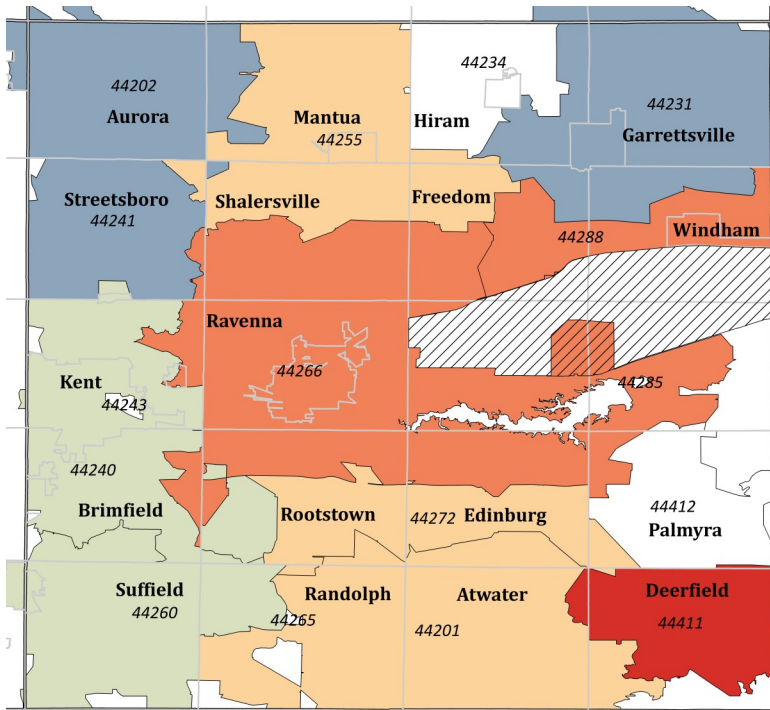 44202
Aurora
Mantua
44255
44234
Hiram
44231
Garrettsville
Streetsboro
44241
Shalersville
Freedom
44288
Windham
Ravenna
44266
Kent
44243
44285
44240
Brimfield
Rootstown
44272
Edinburg
44412
Palmyra
Suffield
44260
Randolph
44265
Atwater
44201
Deerfield
44411